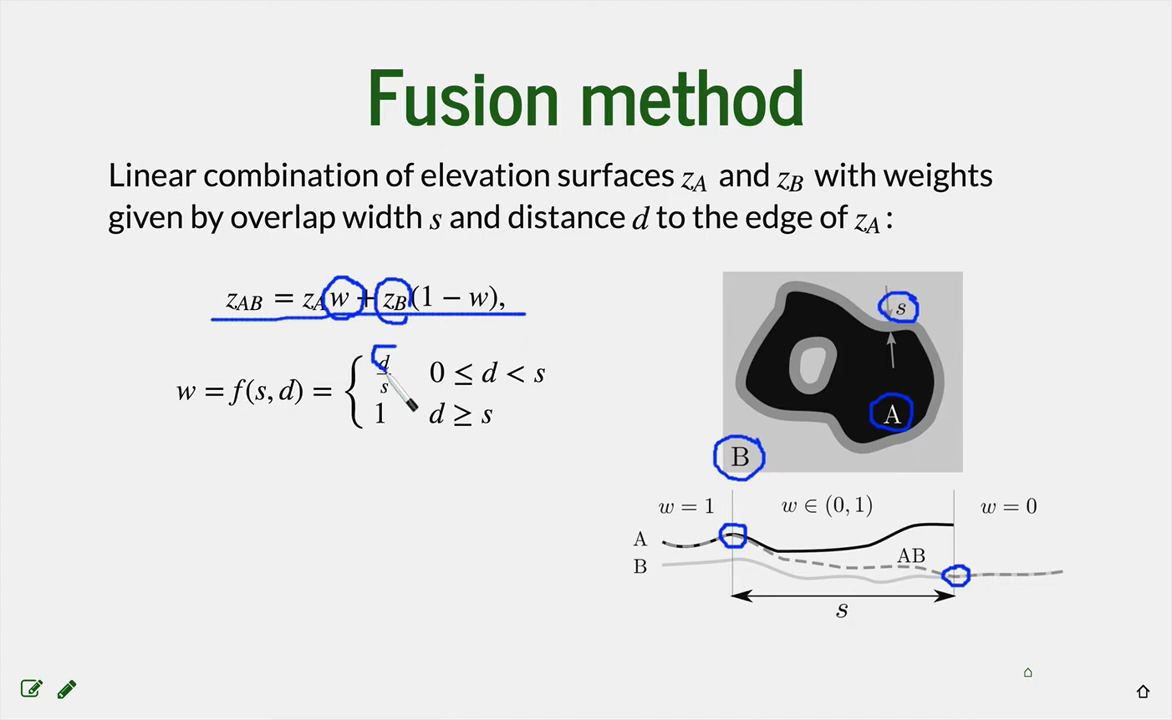 Fusion method
Linear combination of elevation surfaces z_A and z_B with weights
given by overlap width s and distance d to the edge of z_A:
z_AB = z_A w + z_B(1 − w),
w = f(s, d) = { d/s 0 ≤ d < s
1 d ≥ s
s
A
B
w = 1 w ∈ (0, 1) w = 0
A
AB
B
s